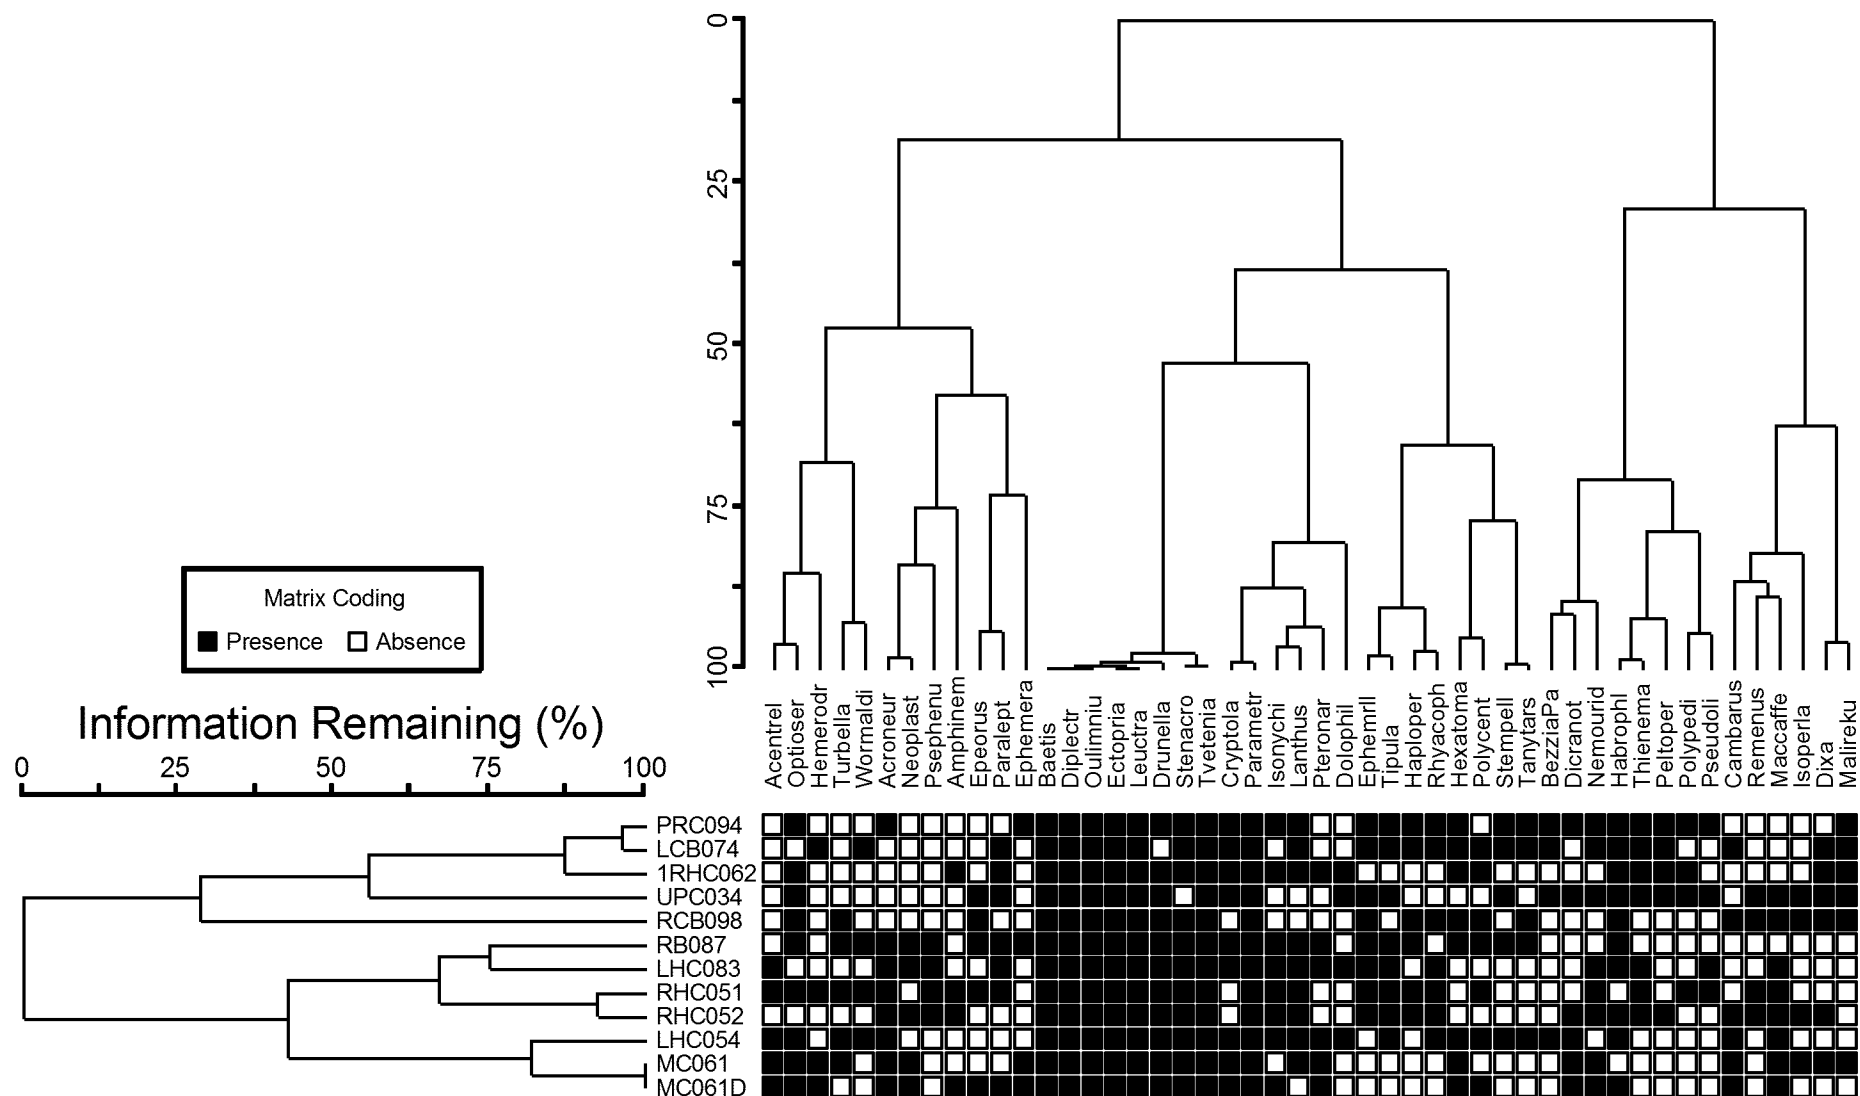 0
25
50
75
100
Matrix Coding
Presence Absence
Information Remaining (%)
0 25 50 75 100
Acentrel
Optioser
Hemerodr
Turbella
Wormaldi
Acroneur
Neoplast
Psephenu
Amphinem
Epeorus
Paralept
Ephemera
Baetis
Diplectr
Oulimniu
Ectopria
Leuctra
Drunella
Stenacro
Tvetenia
Cryptola
Parametr
Isonychi
Lanthus
Pteronar
Dolophil
Ephemrll
Tipula
Haploper
Rhyacoph
Hexatoma
Polycent
Stempell
Tanytars
BezziaPa
Dicranot
Nemourid
Habrophl
Thienema
Peltoper
Polypedi
Pseudoli
Cambarus
Remenus
Maccaffe
Isoperla
Dixa
Malireku
PRC094
LCB074
1RHC062
UPC034
RCB098
RB087
LHC083
RHC051
RHC052
LHC054
MC061
MC061D